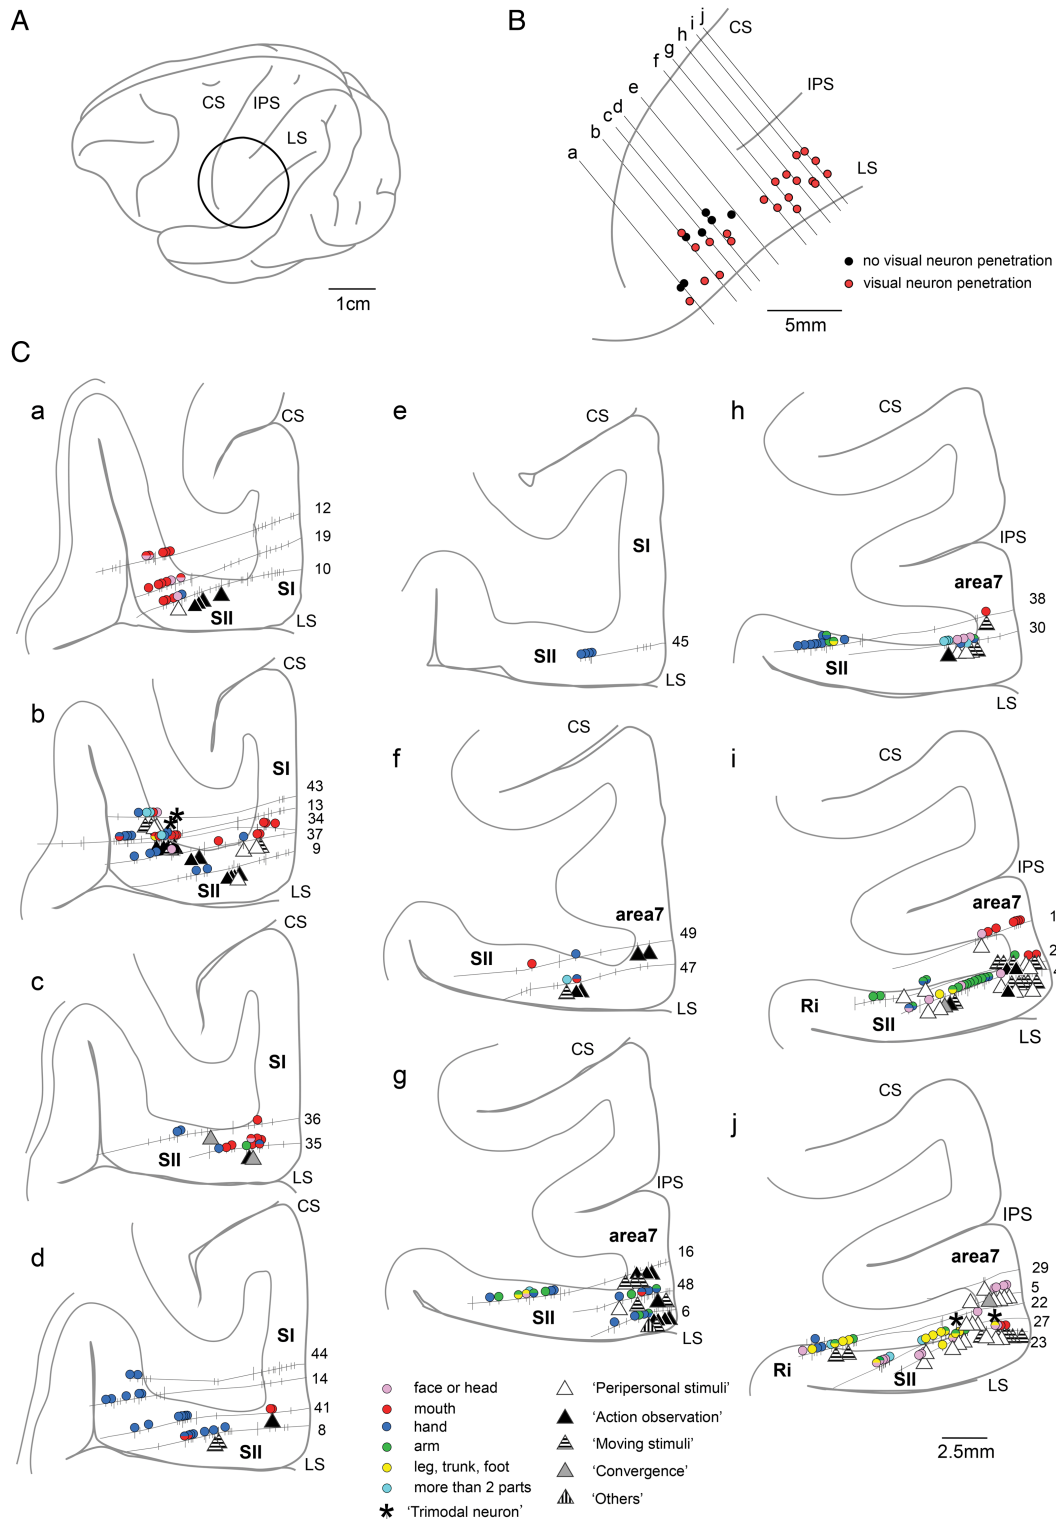 A
CS
IPS
LS
1cm
B
a
b
c
d
e
f
g
h
i
j
CS
IPS
LS
no visual neuron penetration
visual neuron penetration
5mm
C
a
CS
12
19
10
SI
SII
LS
b
CS
SI
43
13
34
37
9
SII
LS
c
CS
SI
36
35
SII
LS
d
CS
SI
44
14
41
8
SII
LS
e
CS
SI
45
SII
LS
f
CS
area7
49
47
SII
LS
g
CS
IPS
area7
16
48
6
SII
LS
h
CS
IPS
area7
38
30
SII
LS
i
CS
IPS
area7
1
2
Ri
SII
LS
j
CS
IPS
area7
29
5
22
27
23
Ri
SII
LS
2.5mm
face or head
mouth
hand
arm
leg, trunk, foot
more than 2 parts
* 'Trimodal neuron'
'Peripersonal stimuli'
'Action observation'
'Moving stimuli'
'Convergence'
'Others'